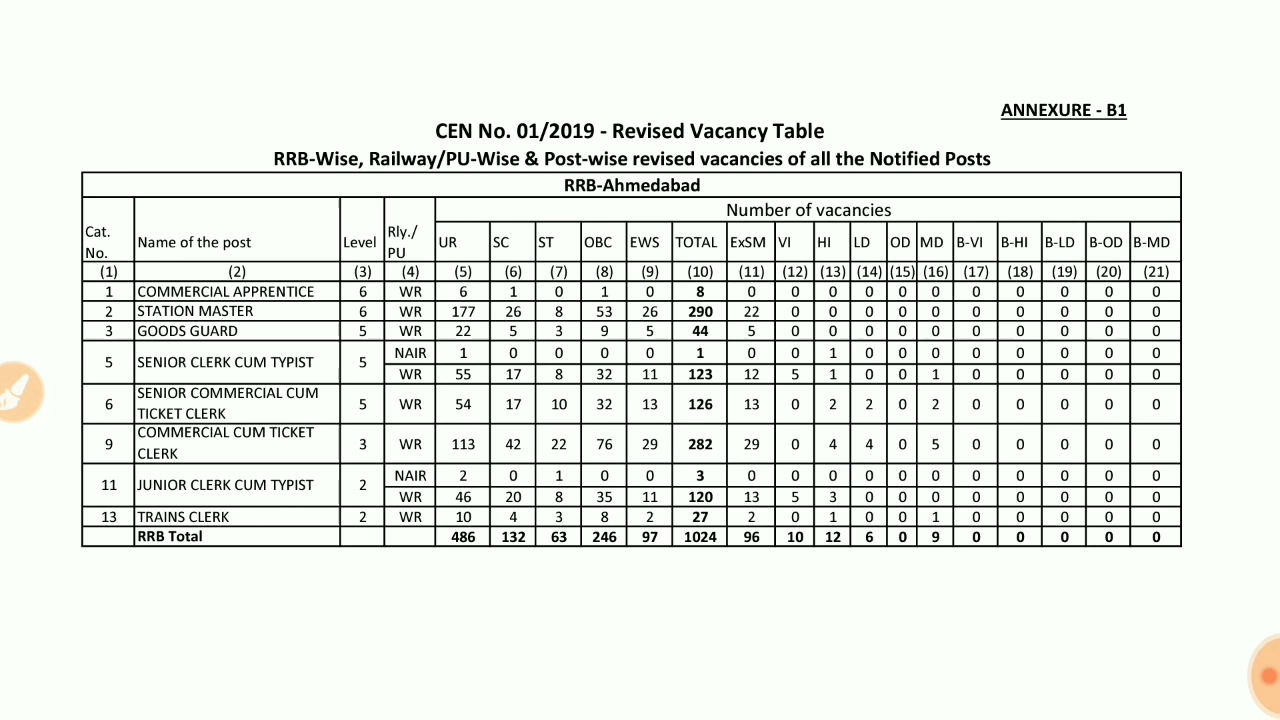 ANNEXURE - B1
CEN No. 01/2019 - Revised Vacancy Table
RRB-Wise, Railway/PU-Wise & Post-wise revised vacancies of all the Notified Posts
RRB-Ahmedabad
Number of vacancies
Cat. No. Name of the post Level Rly./ PU UR SC ST OBC EWS TOTAL ExSM VI HI LD OD MD B-VI B-HI B-LD B-OD B-MD
(1) (2) (3) (4) (5) (6) (7) (8) (9) (10) (11) (12) (13) (14) (15) (16) (17) (18) (19) (20) (21)
1 COMMERCIAL APPRENTICE 6 WR 6 1 0 1 0 8 0 0 0 0 0 0 0 0 0 0 0
2 STATION MASTER 6 WR 177 26 8 53 26 290 22 0 0 0 0 0 0 0 0 0 0
3 GOODS GUARD 5 WR 22 5 3 9 5 44 5 0 0 0 0 0 0 0 0 0 0
5 SENIOR CLERK CUM TYPIST 5 NAIR 1 0 0 0 0 1 0 0 1 0 0 0 0 0 0 0 0
WR 55 17 8 32 11 123 12 5 1 0 0 1 0 0 0 0 0
6 SENIOR COMMERCIAL CUM TICKET CLERK 5 WR 54 17 10 32 13 126 13 0 2 2 0 2 0 0 0 0 0
9 COMMERCIAL CUM TICKET CLERK 3 WR 113 42 22 76 29 282 29 0 4 4 0 5 0 0 0 0 0
11 JUNIOR CLERK CUM TYPIST 2 NAIR 2 0 1 0 0 3 0 0 0 0 0 0 0 0 0 0 0
WR 46 20 8 35 11 120 13 5 3 0 0 0 0 0 0 0 0
13 TRAINS CLERK 2 WR 10 4 3 8 2 27 2 0 1 0 0 1 0 0 0 0 0
RRB Total 486 132 63 246 97 1024 96 10 12 6 0 9 0 0 0 0 0